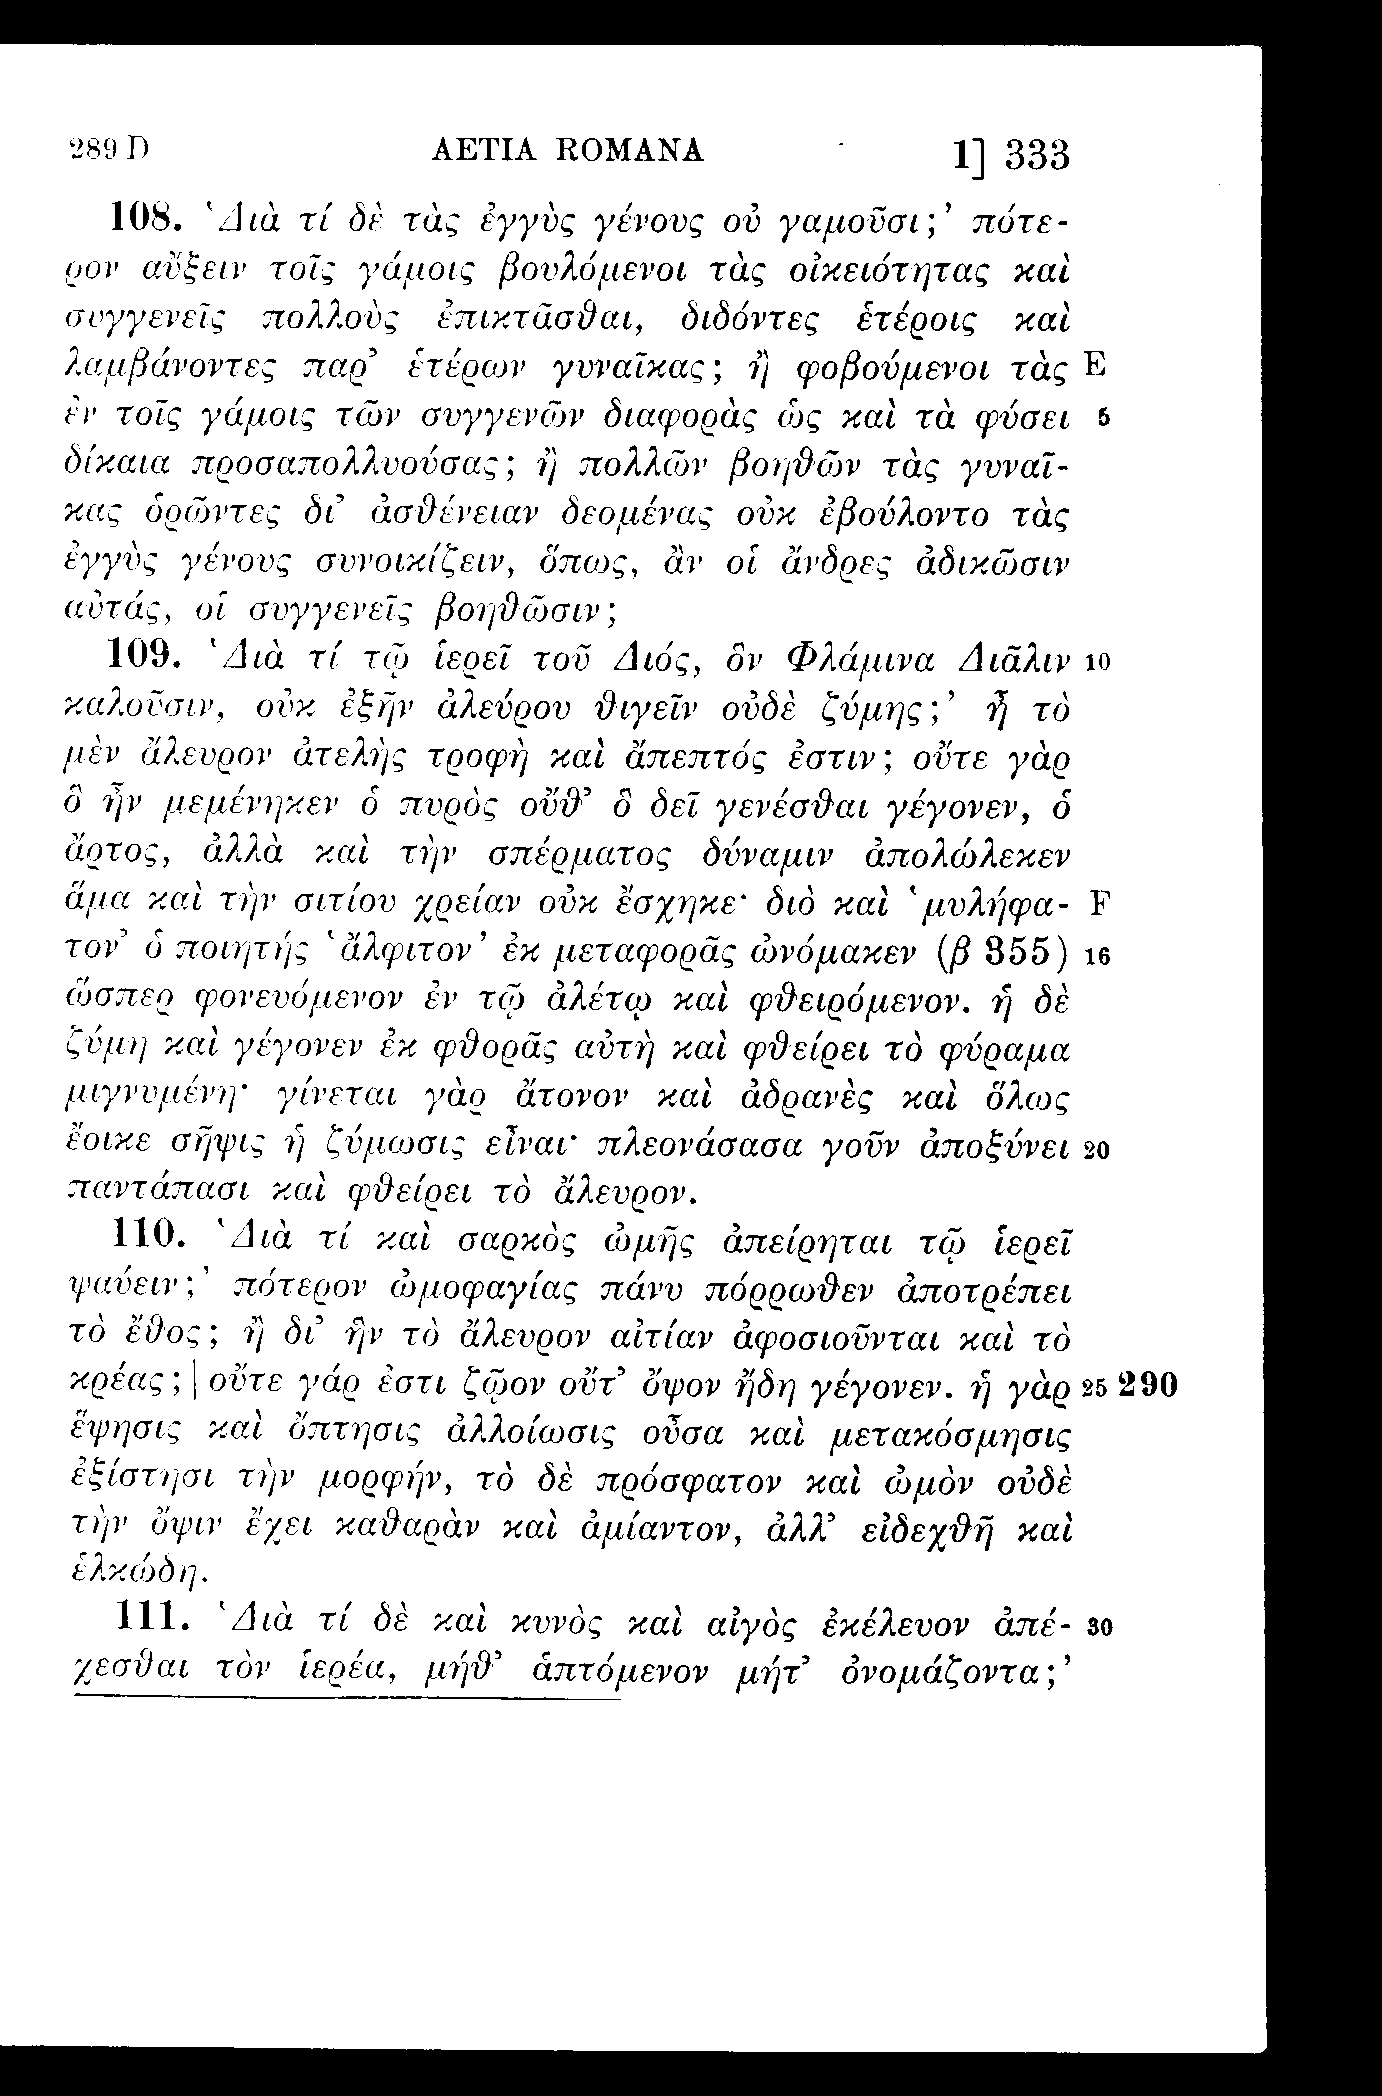 289 D AETIA ROMANA 1] 333
108. ‘Διὰ τί δὲ τὰς ἐγγὺς γένους οὐ γαμοῦσι;’ πότε-
ρον αὔξειν τοῖς γάμοις βουλόμενοι τὰς οἰκειότητας καὶ
συγγενεῖς πολλοὺς ἐπικτᾶσθαι, διδόντες ἑτέροις καὶ
λαμβάνοντες παρ’ ἑτέρων γυναῖκας; ἢ φοβούμενοι τὰς E
ἐν τοῖς γάμοις τῶν συγγενῶν διαφορὰς ὡς καὶ τὰ φύσει 5
δίκαια προσαπολλυούσας; ἢ πολλῶν βοηθῶν τὰς γυναῖ-
κας ὁρῶντες δι’ ἀσθένειαν δεομένας οὐκ ἐβούλοντο τὰς
ἐγγὺς γένους συνοικίζειν, ὅπως, ἂν οἱ ἄνδρες ἀδικῶσιν
αὐτάς, οἱ συγγενεῖς βοηθῶσιν;
109. ‘Διὰ τί τῷ ἱερεῖ τοῦ Διός, ὃν Φλάμινα Διᾶλιν 10
καλοῦσιν, οὐκ ἐξῆν ἀλεύρου θιγεῖν οὐδὲ ζύμης;’ ἦ τὸ
μὲν ἄλευρον ἀτελὴς τροφὴ καὶ ἄπεπτός ἐστιν; οὔτε γὰρ
ὃ ἦν μεμένηκεν ὁ πυρὸς οὔθ’ ὃ δεῖ γενέσθαι γέγονεν, ὁ
ἄρτος, ἀλλὰ καὶ τὴν σπέρματος δύναμιν ἀπολώλεκεν
ἅμα καὶ τὴν σιτίου χρείαν οὐκ ἔσχηκε· διὸ καὶ ‘μυλήφα- F
τον’ ὁ ποιητὴς ‘ἄλφιτον’ ἐκ μεταφορᾶς ὠνόμακεν (β 355) 16
ὥσπερ φονευόμενον ἐν τῷ ἀλέτῳ καὶ φθειρόμενον. ἡ δὲ
ζύμη καὶ γέγονεν ἐκ φθορᾶς αὐτὴ καὶ φθείρει τὸ φύραμα
μιγνυμένη· γίνεται γὰρ ἄτονον καὶ ἀδρανὲς καὶ ὅλως
ἔοικε σῆψις ἡ ζύμωσις εἶναι· πλεονάσασα γοῦν ἀποξύνει 20
παντάπασι καὶ φθείρει τὸ ἄλευρον.
110. ‘Διὰ τί καὶ σαρκὸς ὠμῆς ἀπείρηται τῷ ἱερεῖ
ψαύειν;’ πότερον ὠμοφαγίας πάνυ πόρρωθεν ἀποτρέπει
τὸ ἔθος; ἢ δι’ ἣν τὸ ἄλευρον αἰτίαν ἀφοσιοῦνται καὶ τὸ
κρέας; | οὔτε γάρ ἐστι ζῷον οὔτ’ ὄψον ἤδη γέγονεν. ἡ γὰρ 25 290
ἕψησις καὶ ὄπτησις ἀλλοίωσις οὖσα καὶ μετακόσμησις
ἐξίστησι τὴν μορφήν, τὸ δὲ πρόσφατον καὶ ὠμὸν οὐδὲ
τὴν ὄψιν ἔχει καθαρὰν καὶ ἀμίαντον, ἀλλ’ εἰδεχθῆ καὶ
ἑλκώδη.
111. ‘Διὰ τί δὲ καὶ κυνὸς καὶ αἰγὸς ἐκέλευον ἀπέ- 30
χεσθαι τὸν ἱερέα, μήθ’ ἁπτόμενον μήτ’ ὀνομάζοντα;’